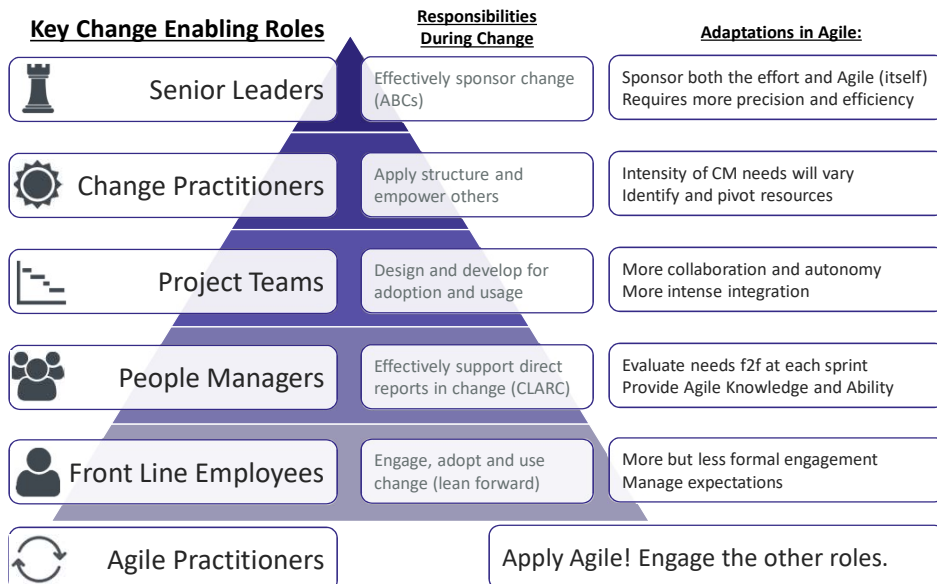 Key Change Enabling Roles
Responsibilities
During Change
Adaptations in Agile:
Senior Leaders
Effectively sponsor change
(ABCs)
Sponsor both the effort and Agile (itself)
Requires more precision and efficiency
Change Practitioners
Apply structure and
empower others
Intensity of CM needs will vary
Identify and pivot resources
Project Teams
Design and develop for
adoption and usage
More collaboration and autonomy
More intense integration
People Managers
Effectively support direct
reports in change (CLARC)
Evaluate needs f2f at each sprint
Provide Agile Knowledge and Ability
Front Line Employees
Engage, adopt and use
change (lean forward)
More but less formal engagement
Manage expectations
Agile Practitioners
Apply Agile! Engage the other roles.